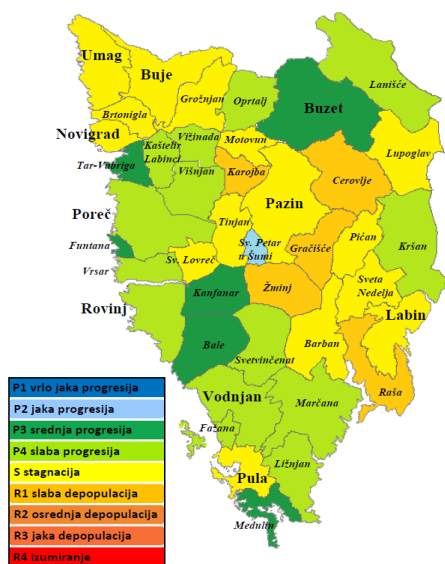 Umag
Buje
Grožnjan
Oprtalj
Lanišće
Buzet
Brtonigla
Novigrad
Vižinada
Motovun
Kaštelir
Labinci
Lupoglav
Tar-Vabriga
Višnjan
Karojba
Cerovlje
Pazin
Poreč
Tinjan
Pićan
Funtana
Sv. Petar
u Šumi
Gračišće
Kršan
Sv. Lovreč
Vrsar
Sveta
Nedelja
Kanfanar
Žminj
Rovinj
Labin
Bale
Barban
Svetvinčenat
P1 vrlo jaka progresija
P2 jaka progresija
P3 srednja progresija
P4 slaba progresija
S stagnacija
R1 slaba depopulacija
R2 osrednja depopulacija
R3 jaka depopulacija
R4 izumiranje
Raša
Vodnjan
Marčana
Fažana
Ližnjan
Pula
Medulin